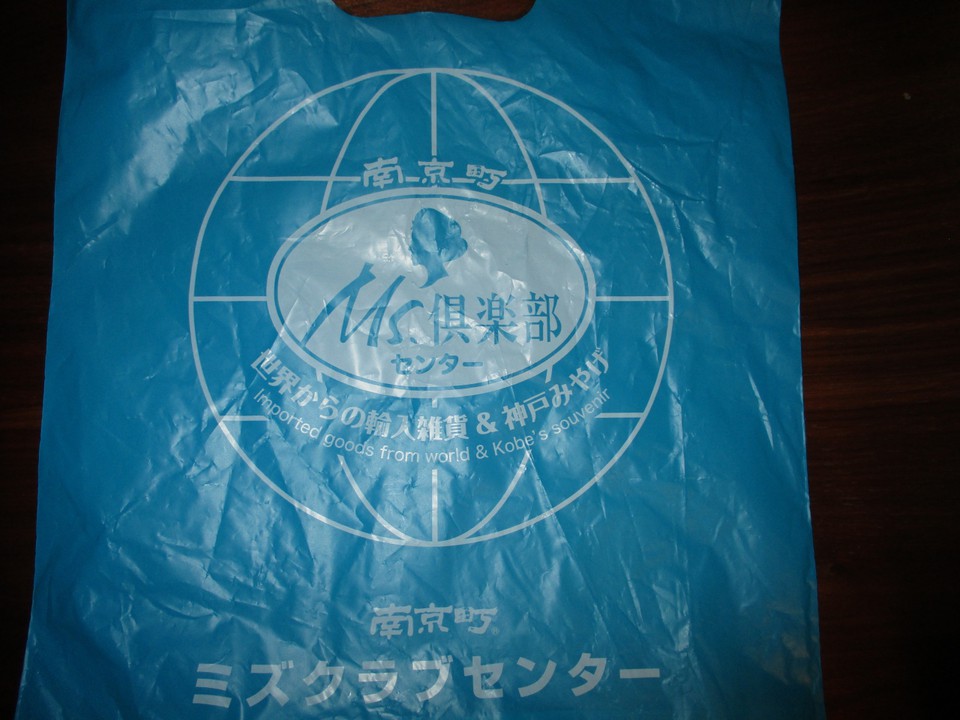 南京町
Ms.倶楽部
センター
世界からの輸入雑貨&神戸みやげ
Imported goods from world & Kobe's souvenir
南京町
ミズクラブセンター